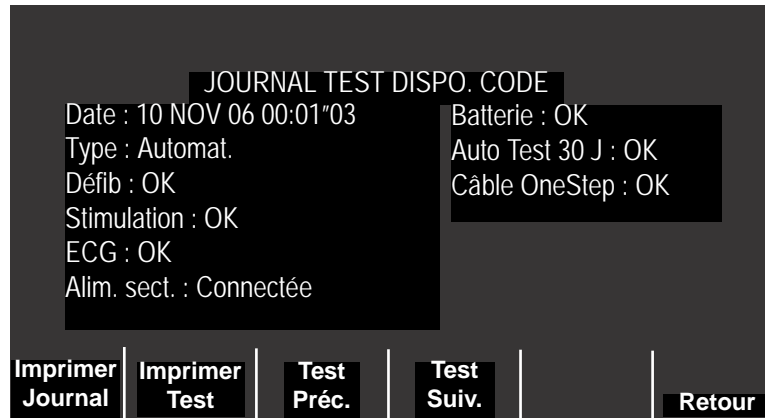 JOURNAL TEST DISPO. CODE
Date : 10 NOV 06 00:01"03
Type : Automat.
Défib : OK
Stimulation : OK
ECG : OK
Alim. sect. : Connectée
Batterie : OK
Auto Test 30 J : OK
Câble OneStep : OK
Imprimer
Journal
Imprimer
Test
Test
Préc.
Test
Suiv.
Retour